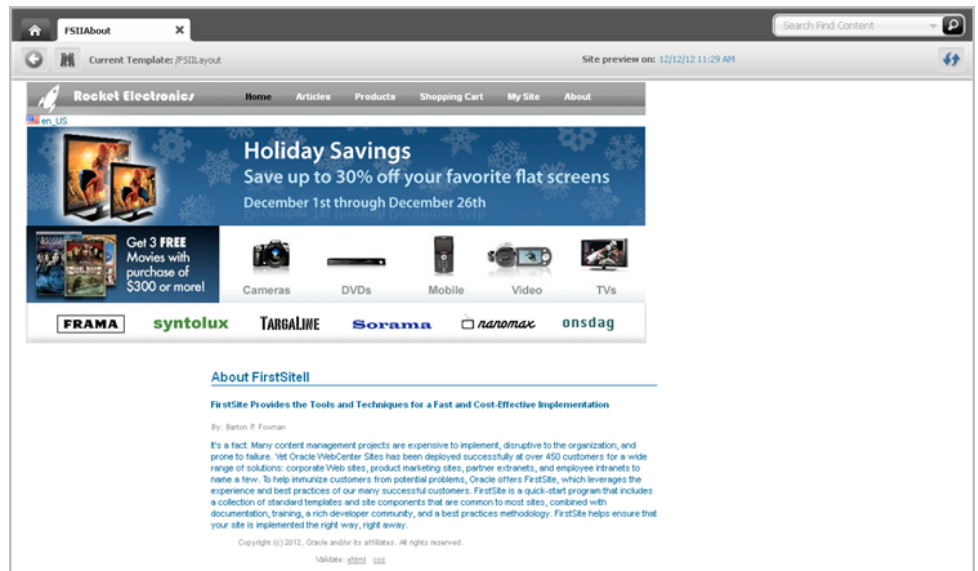 FSIIAbout
Search Find Content
Current Template: /FSIILayout
Site preview on: 12/12/12 11:29 AM
Rocket Electronics Home Articles Products Shopping Cart My Site About
en_US
Holiday Savings
Save up to 30% off your favorite flat screens
December 1st through December 26th
Get 3 FREE
Movies with
purchase of
$300 or more!
Cameras DVDs Mobile Video TVs
FRAMA syntolux TARGALINE Sorama nanomax onsdag
About FirstSiteII
FirstSite Provides the Tools and Techniques for a Fast and Cost-Effective Implementation
By: Barton P. Fooman
It's a fact: Many content management projects are expensive to implement, disruptive to the organization, and
prone to failure. Yet Oracle WebCenter Sites has been deployed successfully at over 450 customers for a wide
range of solutions: corporate Web sites, product marketing sites, partner extranets, and employee intranets to
name a few. To help immunize customers from potential problems, Oracle offers FirstSite, which leverages the
experience and best practices of our many successful customers. FirstSite is a quick-start program that includes
a collection of standard templates and site components that are common to most sites, combined with
documentation, training, a rich developer community, and a best practices methodology. FirstSite helps ensure that
your site is implemented the right way, right away.
Copyright (c) 2012, Oracle and/or its affiliates. All rights reserved.
Validate: xhtml css